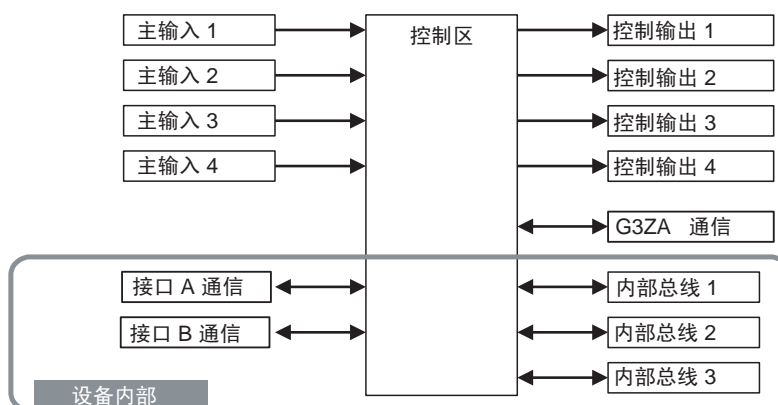 主输入 1
主输入 2
主输入 3
主输入 4
控制区
控制输出 1
控制输出 2
控制输出 3
控制输出 4
G3ZA 通信
接口 A 通信
接口 B 通信
内部总线 1
内部总线 2
内部总线 3
设备内部